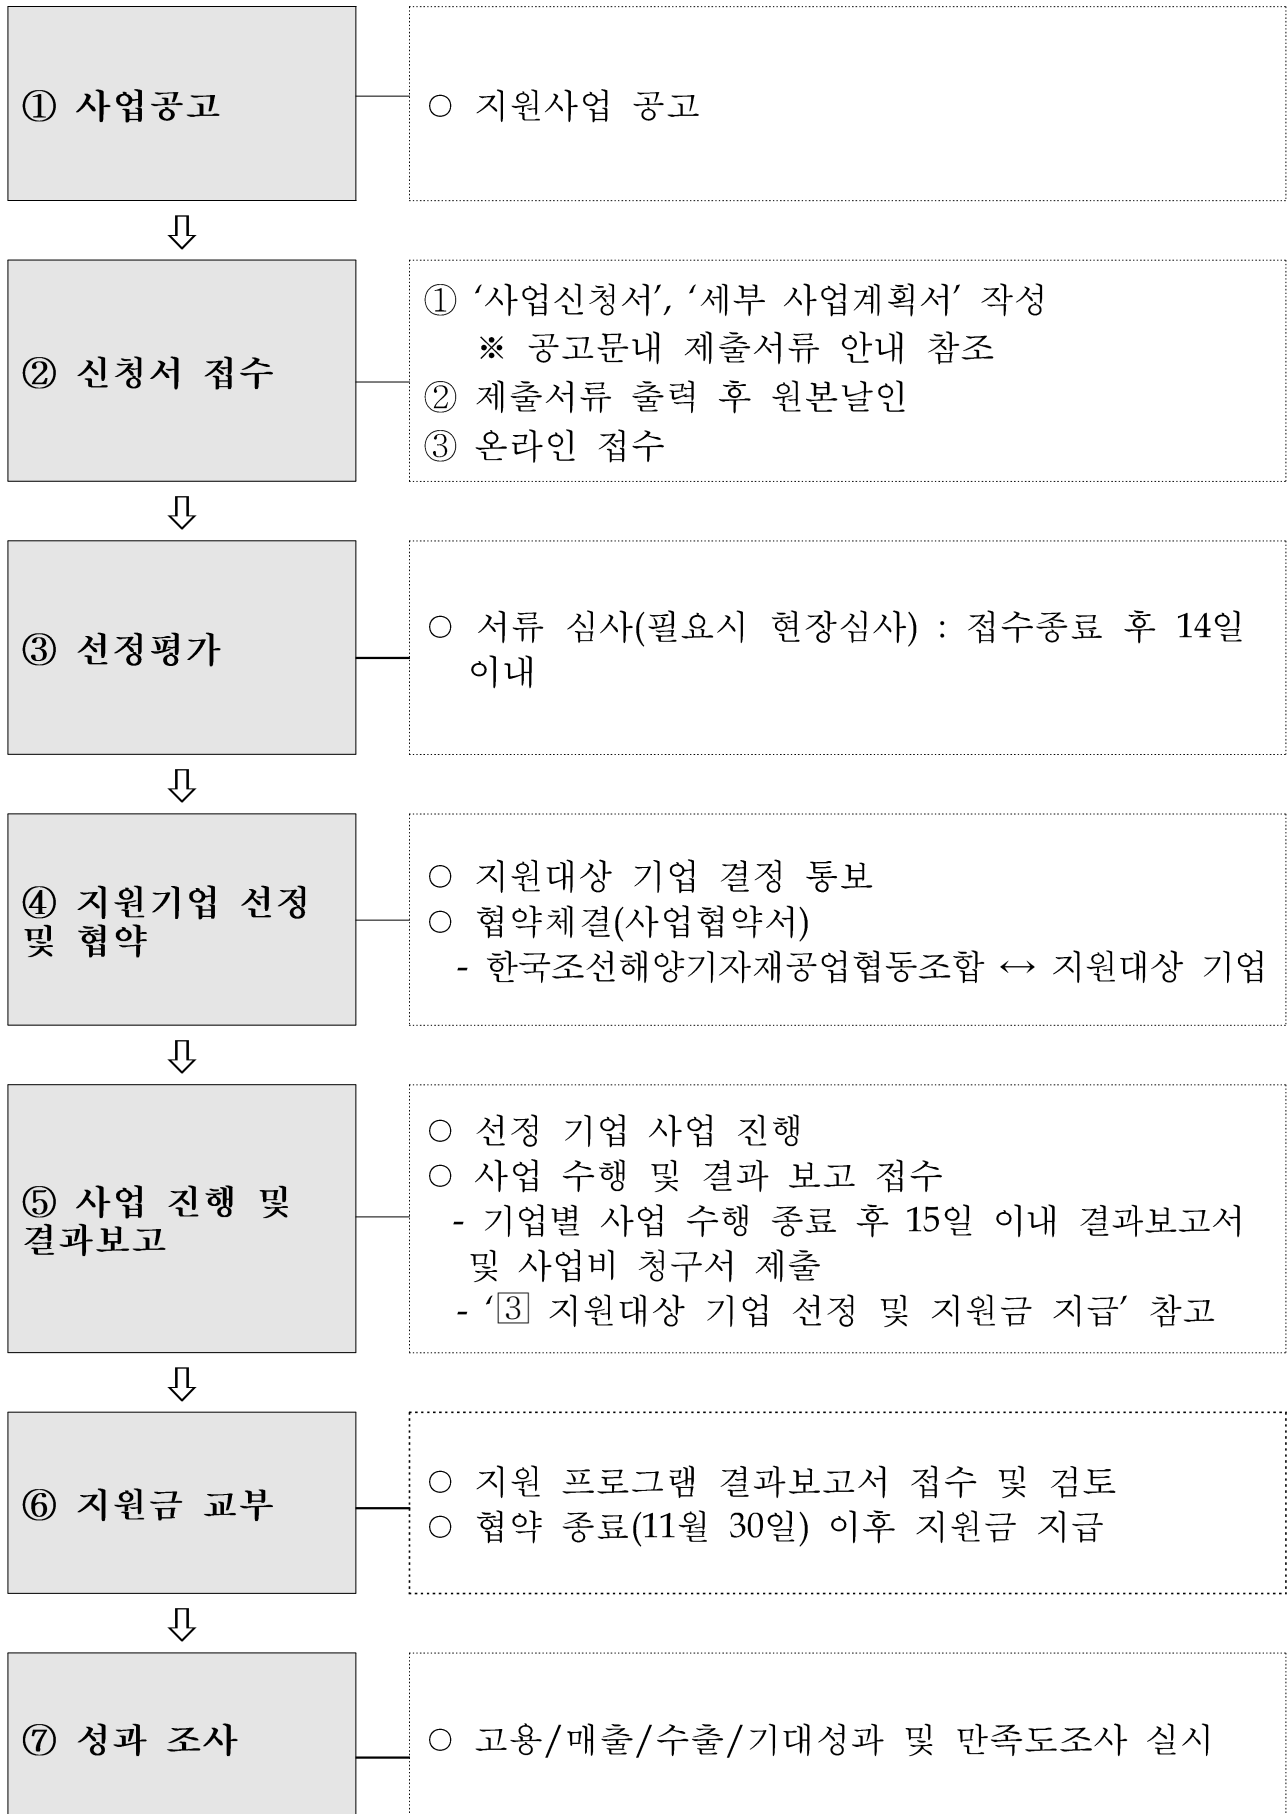 ① 사업공고
○ 지원사업 공고
② 신청서 접수
① ‘사업신청서’, ‘세부 사업계획서’ 작성
※ 공고문내 제출서류 안내 참조
② 제출서류 출력 후 원본날인
③ 온라인 접수
③ 선정평가
○ 서류 심사(필요시 현장심사) : 접수종료 후 14일
이내
④ 지원기업 선정
및 협약
○ 지원대상 기업 결정 통보
○ 협약체결(사업협약서)
- 한국조선해양기자재공업협동조합 ↔ 지원대상 기업
⑤ 사업 진행 및
결과보고
○ 선정 기업 사업 진행
○ 사업 수행 및 결과 보고 접수
- 기업별 사업 수행 종료 후 15일 이내 결과보고서
및 사업비 청구서 제출
- ‘3 지원대상 기업 선정 및 지원금 지급’ 참고
⑥ 지원금 교부
○ 지원 프로그램 결과보고서 접수 및 검토
○ 협약 종료(11월 30일) 이후 지원금 지급
⑦ 성과 조사
○ 고용/매출/수출/기대성과 및 만족도조사 실시